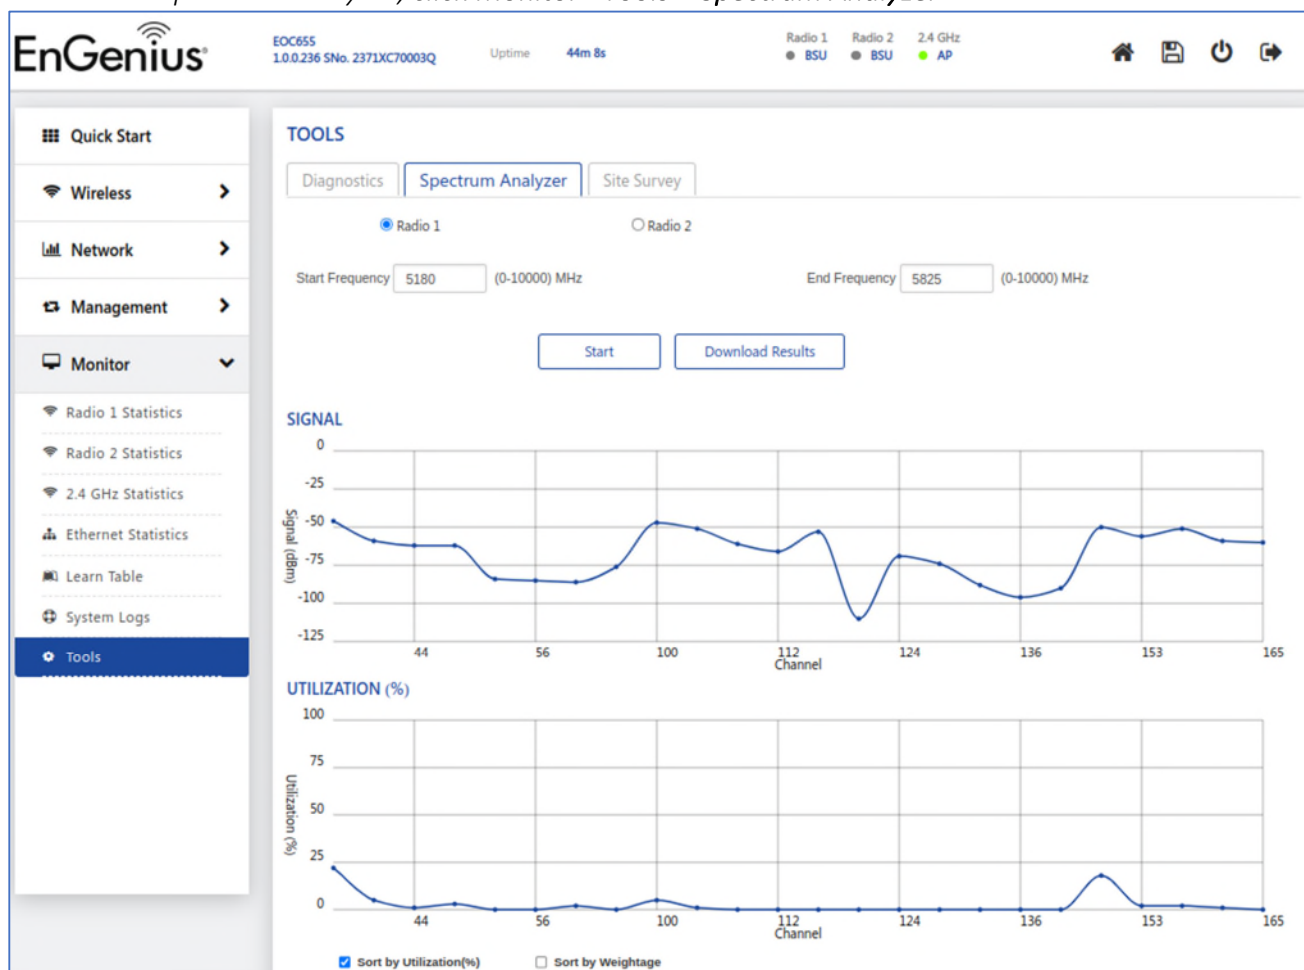 click Monitor Tools Spectrum Analyzer
EnGenius
EOC655
1.0.0.236 SNo. 2371XC70003Q
Uptime 44m 8s
Radio 1 Radio 2 2.4 GHz
BSU BSU AP
Quick Start
Wireless
Network
Management
Monitor
Radio 1 Statistics
Radio 2 Statistics
2.4 GHz Statistics
Ethernet Statistics
Learn Table
System Logs
Tools
TOOLS
Diagnostics Spectrum Analyzer Site Survey
Radio 1 Radio 2
Start Frequency 5180 (0-10000) MHz End Frequency 5825 (0-10000) MHz
Start Download Results
SIGNAL
0
-25
-50
-75
-100
-125
Signal (dBm)
44 56 100 112 124 136 153 165
Channel
UTILIZATION (%)
100
75
50
25
0
Utilization (%)
44 56 100 112 124 136 153 165
Channel
Sort by Utilization(%) Sort by Weightage